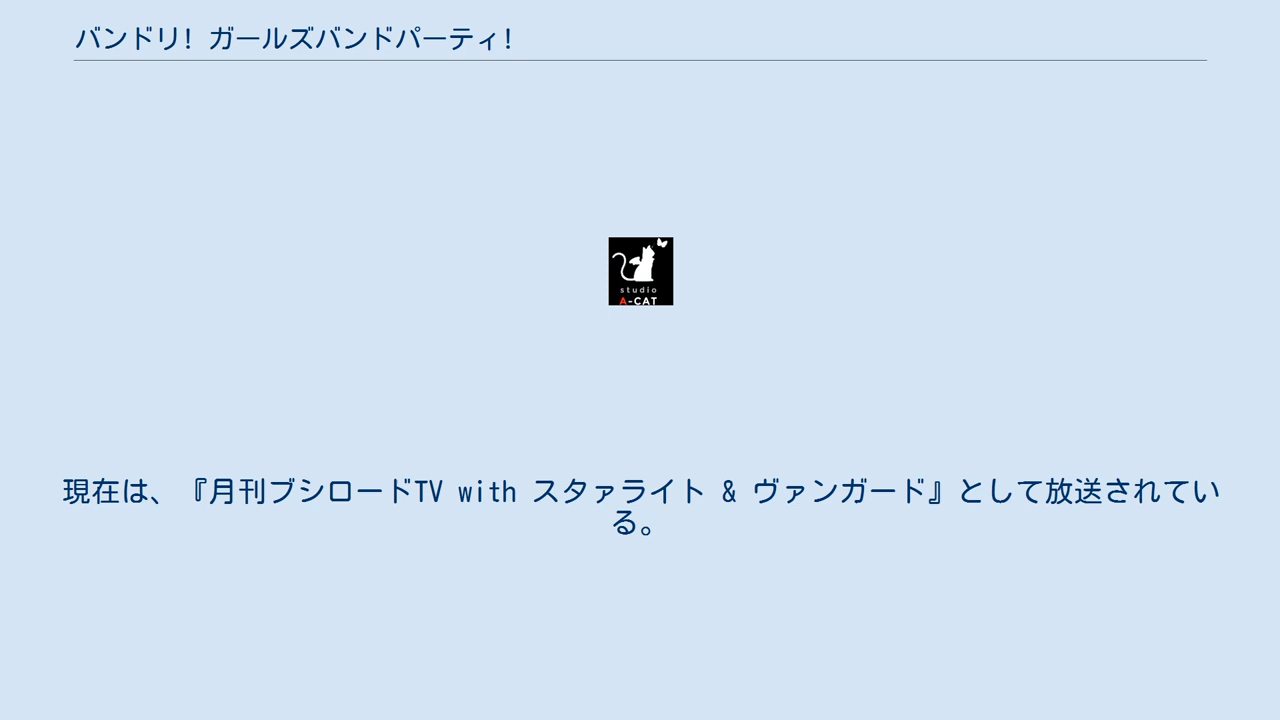 バンドリ! ガールズバンドパーティ!
studio
A-CAT
現在は、『月刊ブシロードTV with スタァライト & ヴァンガード』として放送されてい
る。